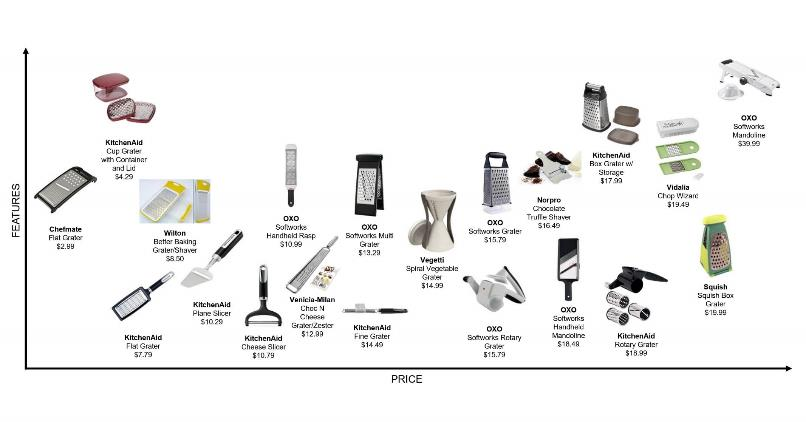 FEATURES
PRICE
KitchenAid
Cup Grater
with Container
and Lid
$4.29
Chefmate
Flat Grater
$2.99
Wilton
Better Baking
Grater/Shaver
$8.50
KitchenAid
Flat Grater
$7.79
KitchenAid
Plane Slicer
$10.29
KitchenAid
Cheese Slicer
$10.79
OXO
Softworks
Handheld Rasp
$10.99
Venicia-Milan
Choc N
Cheese
Grater/Zester
$12.99
OXO
Softworks Multi
Grater
$13.29
KitchenAid
Fine Grater
$14.49
Vegetti
Spiral Vegetable
Grater
$14.99
OXO
Softworks Grater
$15.79
OXO
Softworks Rotary
Grater
$15.79
Norpro
Chocolate
Truffle Shaver
$16.49
KitchenAid
Box Grater w/
Storage
$17.99
OXO
Softworks
Handheld
Mandoline
$18.49
KitchenAid
Rotary Grater
$18.99
Vidalia
Chop Wizard
$19.49
Squish
Squish Box
Grater
$19.99
OXO
Softworks
Mandoline
$39.99